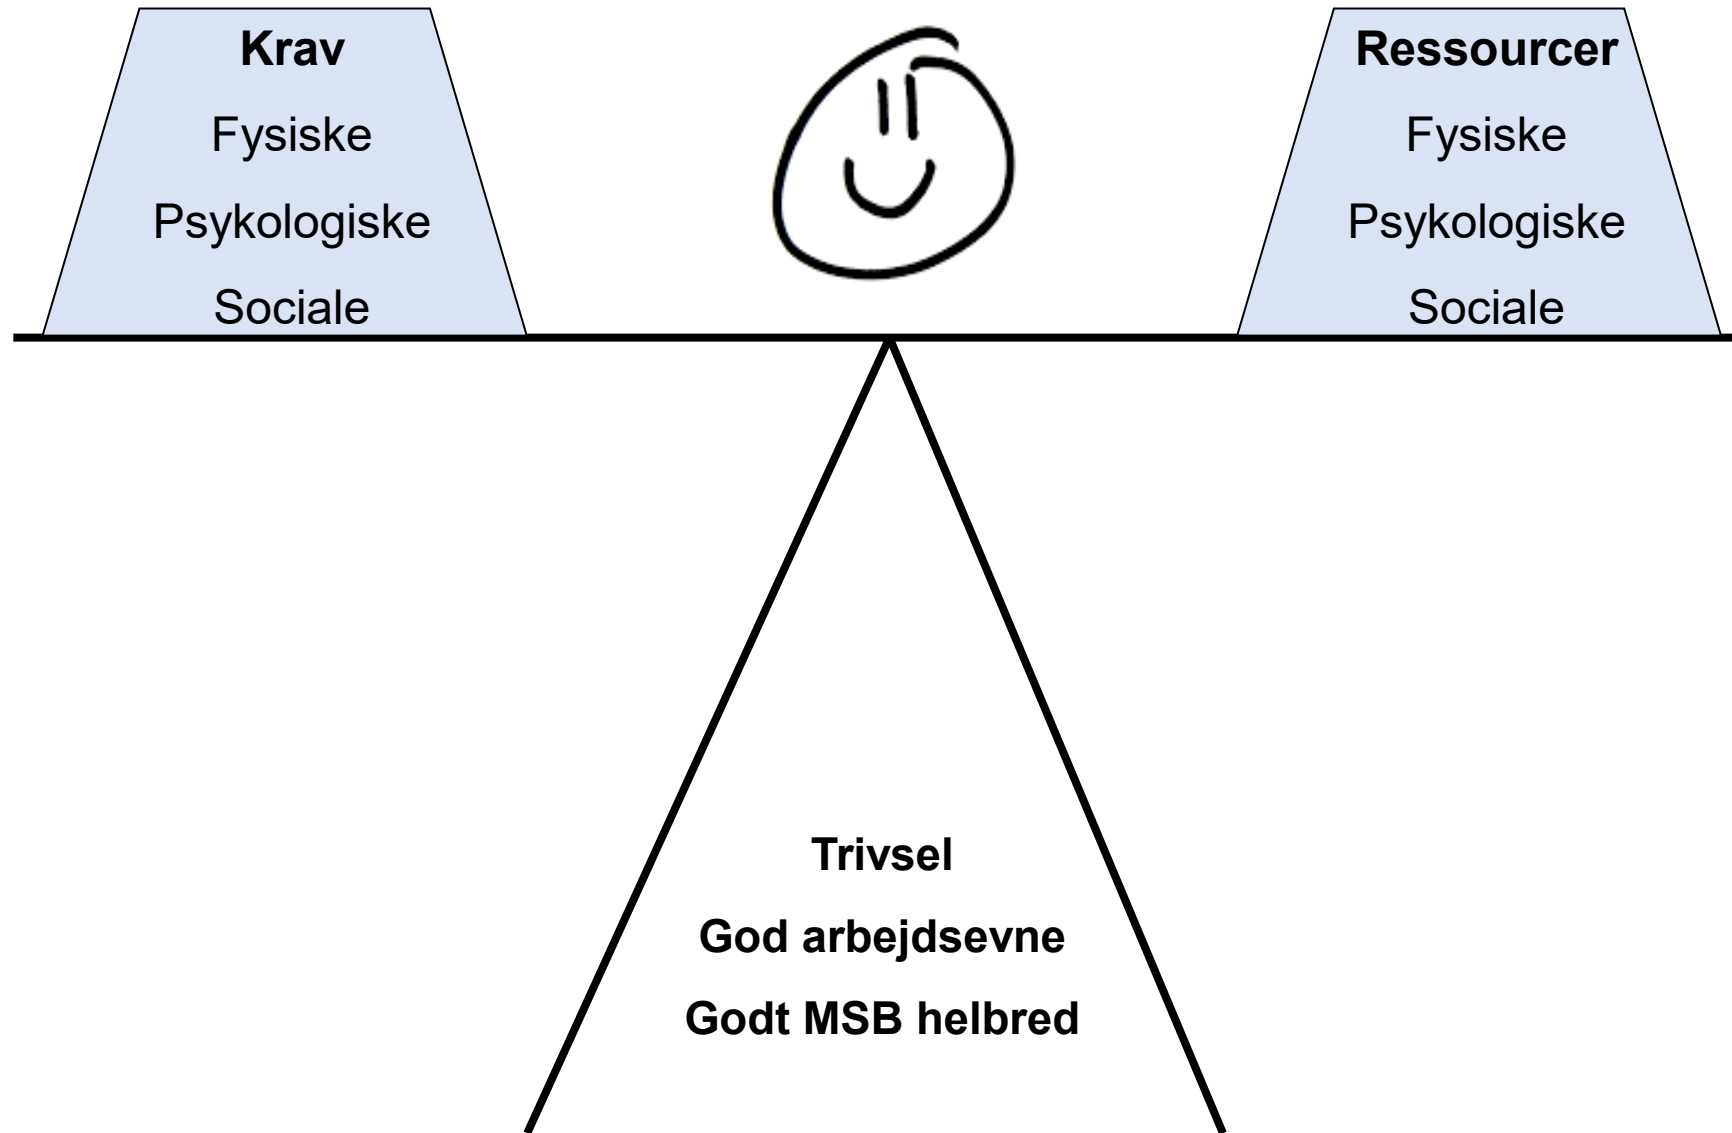 Krav
Fysiske
Psykologiske
Sociale
Ressourcer
Fysiske
Psykologiske
Sociale
Trivsel
God arbejdsevne
Godt MSB helbred